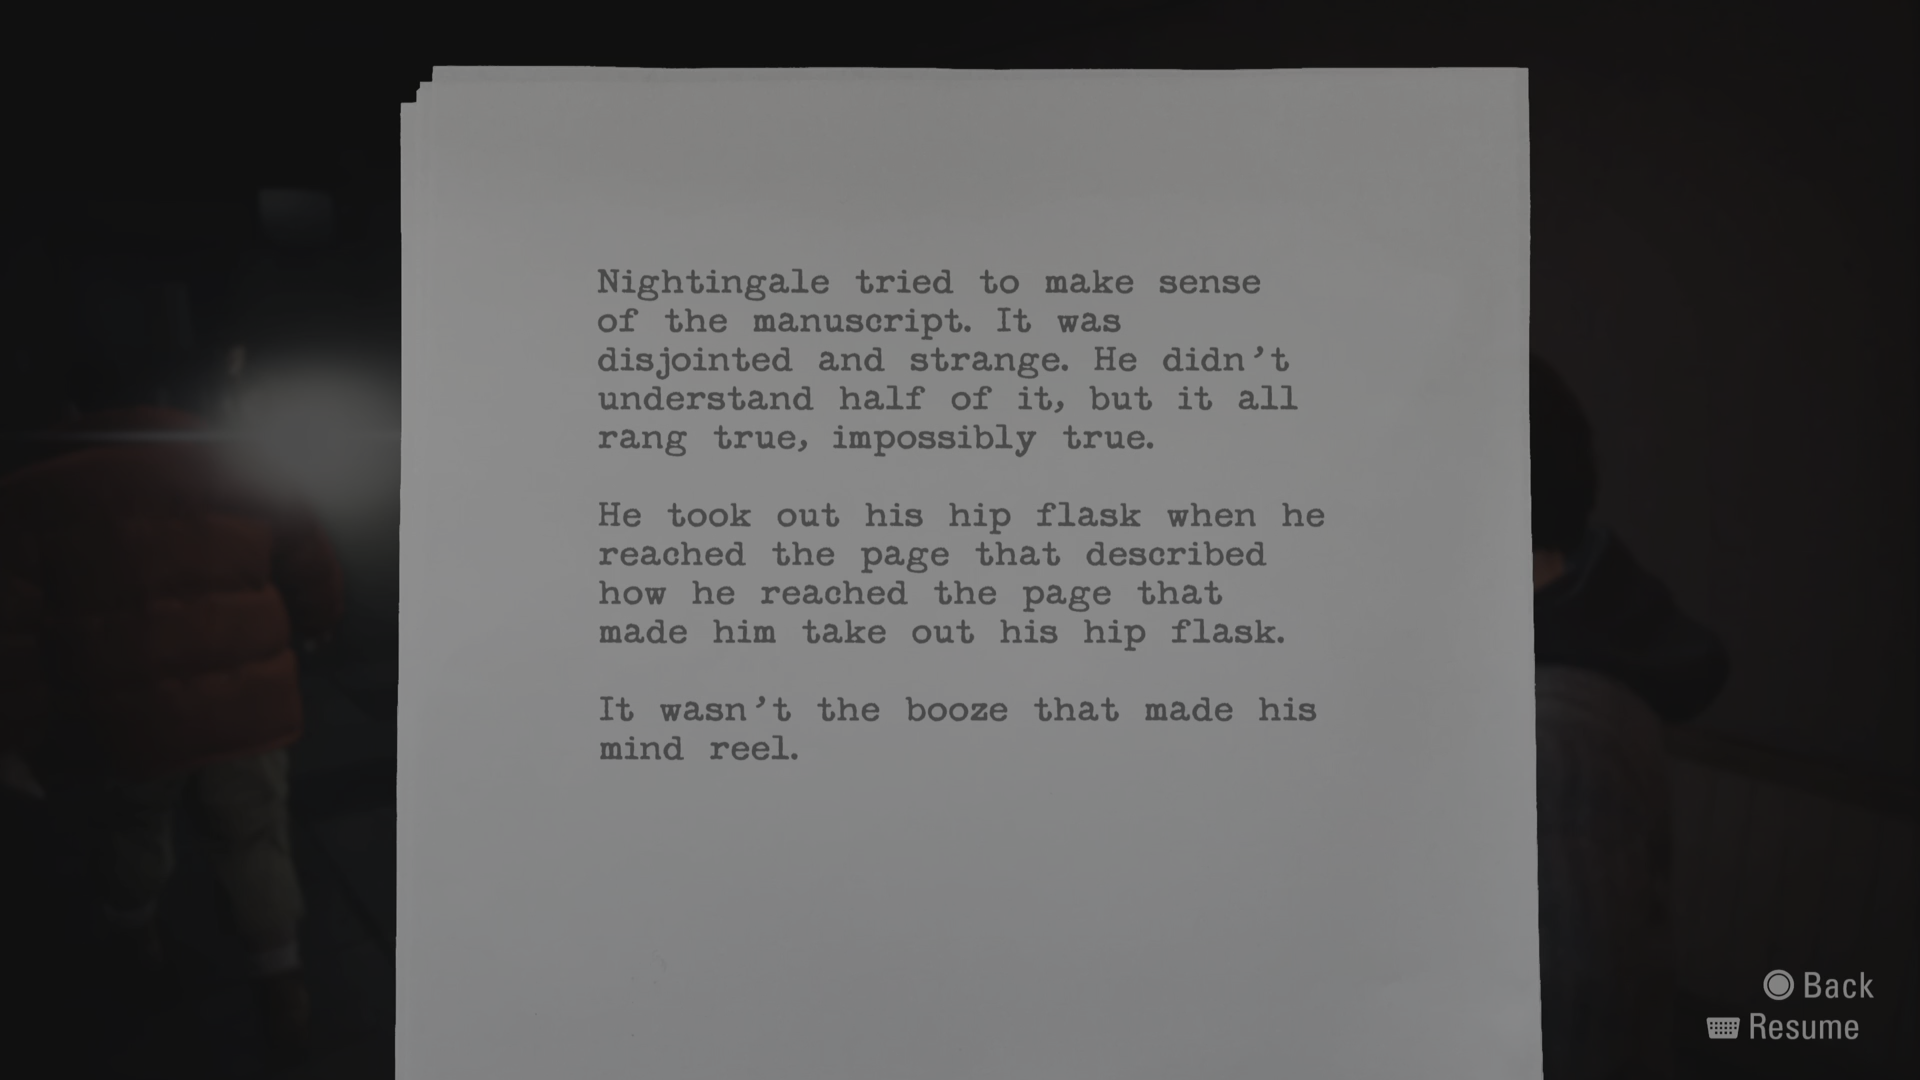 Nightingale tried to make sense
of the manuscript. It was
disjointed and strange. He didn't
understand half of it, but it all
rang true, impossibly true.
He took out his hip flask when he
reached the page that described
how he reached the page that
made him take out his hip flask.
It wasn't the booze that made his
mind reel.
Back
Resume